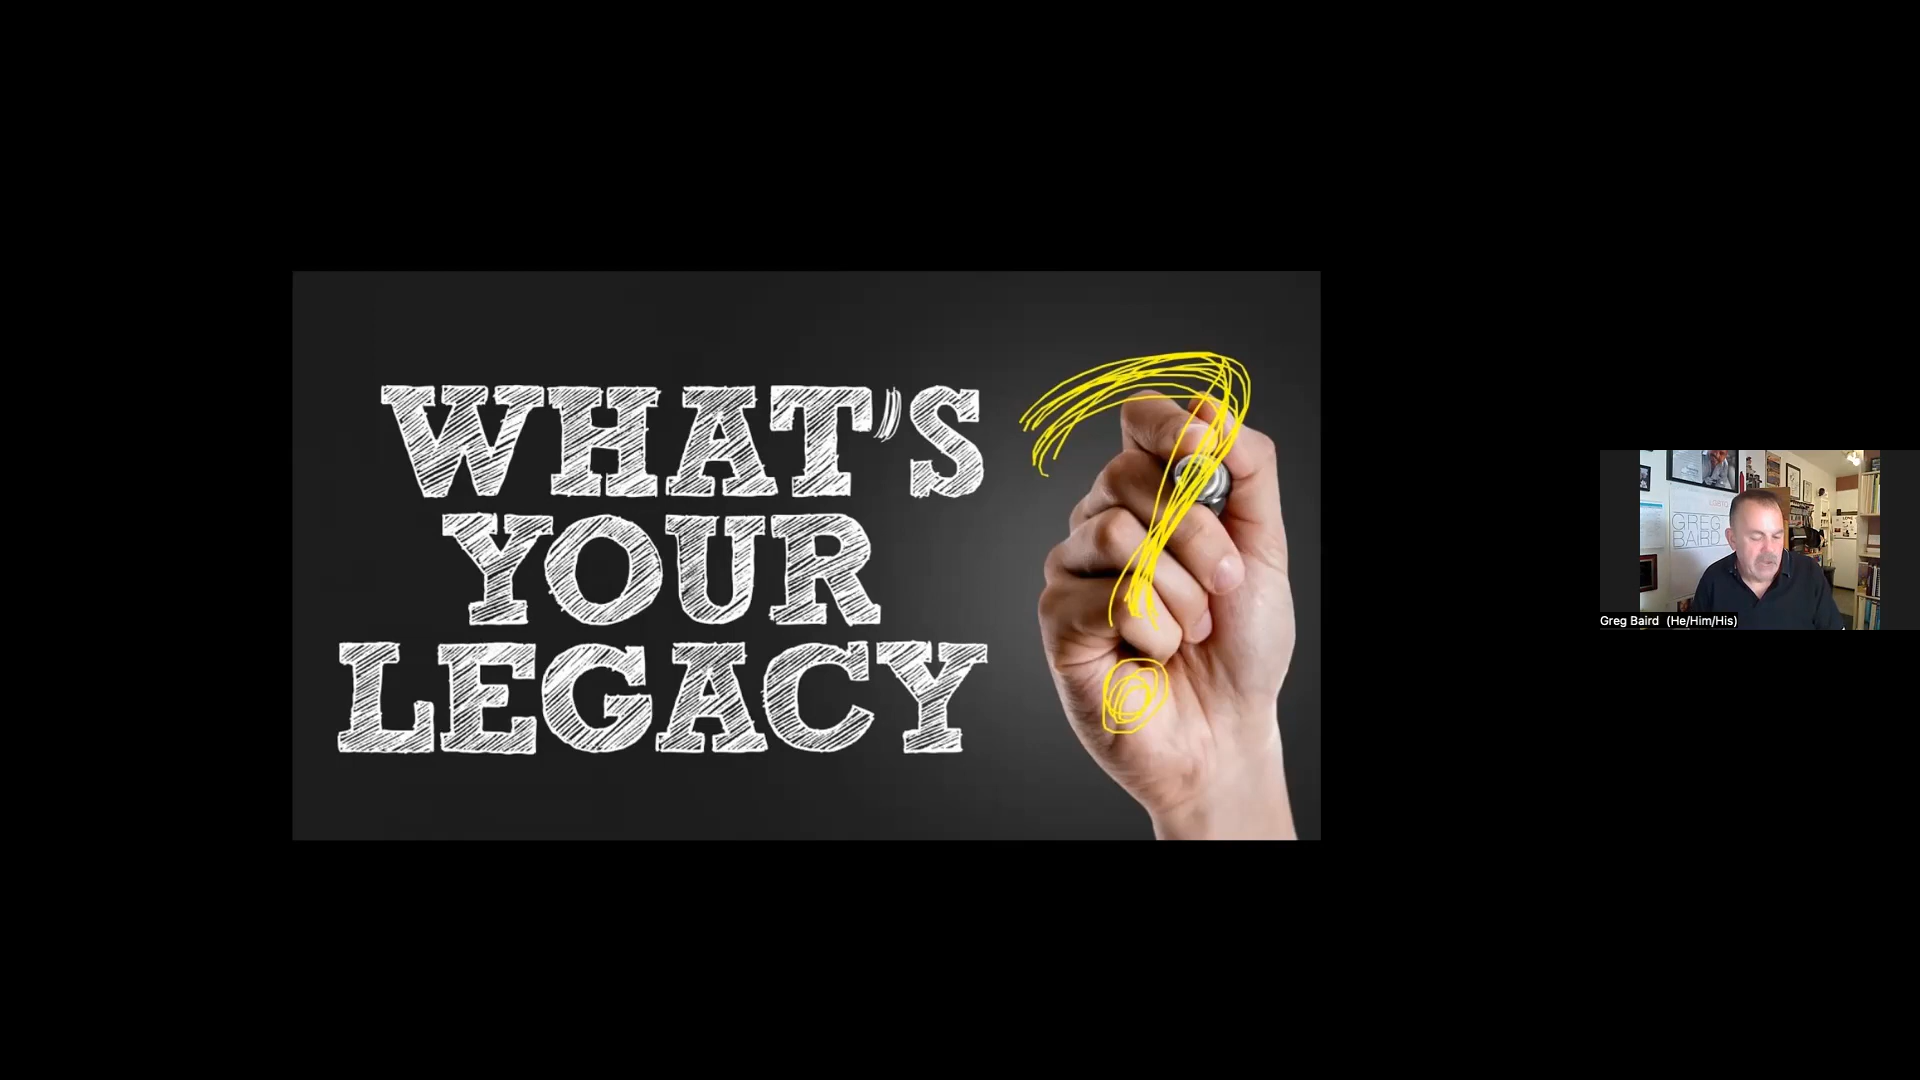 WHAT'S
YOUR
LEGACY
?
GREG
BAIRD
Greg Baird (He/Him/His)